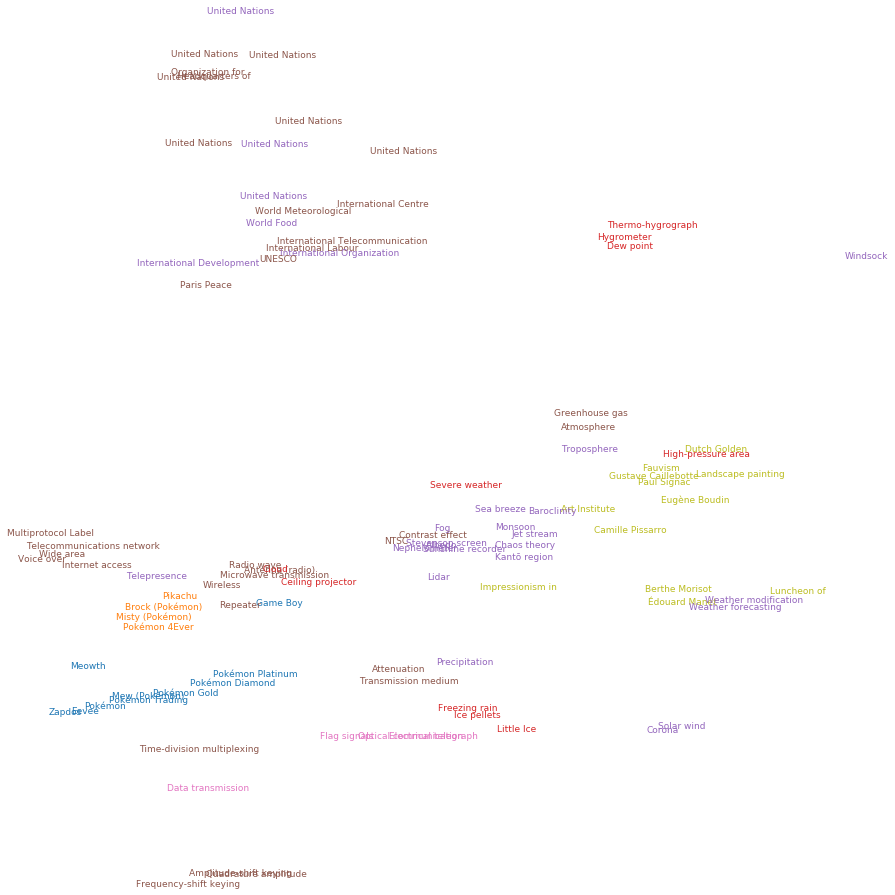 United Nations
United Nations
United Nations
Organization for
Headquarters of
United Nations
United Nations
United Nations
United Nations
United Nations
United Nations
International Centre
World Meteorological
World Food
Thermo-hygrograph
Hygrometer
International Telecommunication
Dew point
International Labour
International Organization
Windsock
UNESCO
International Development
Paris Peace
Greenhouse gas
Atmosphere
Troposphere
Dutch Golden
High-pressure area
Fauvism
Landscape painting
Gustave Caillebotte
Paul Signac
Severe weather
Eugène Boudin
Sea breeze
Art Institute
Baroclinity
Monsoon
Fog
Camille Pissarro
Multiprotocol Label
Jet stream
Contrast effect
NTSC
Stevenson screen
Chaos theory
Telecommunications network
Sunshine recorder
Wide area
Kantō region
Voice over
Internet access
Radio wave
Cloud
Antenna (radio)
Microwave transmission
Telepresence
Lidar
Ceiling projector
Wireless
Impressionism in
Berthe Morisot
Luncheon of
Pikachu
Weather modification
Édouard Manet
Game Boy
Repeater
Brock (Pokémon)
Weather forecasting
Misty (Pokémon)
Pokémon 4Ever
Precipitation
Meowth
Attenuation
Pokémon Platinum
Transmission medium
Pokémon Diamond
Pokémon Gold
Mew (Pokémon)
Pokémon Trading
Pokémon
Freezing rain
Eevee
Zapdos
Ice pellets
Solar wind
Little Ice
Corona
Flag signals
Optical communication
Electrical telegraph
Time-division multiplexing
Data transmission
Amplitude-shift keying
Quadrature amplitude
Frequency-shift keying